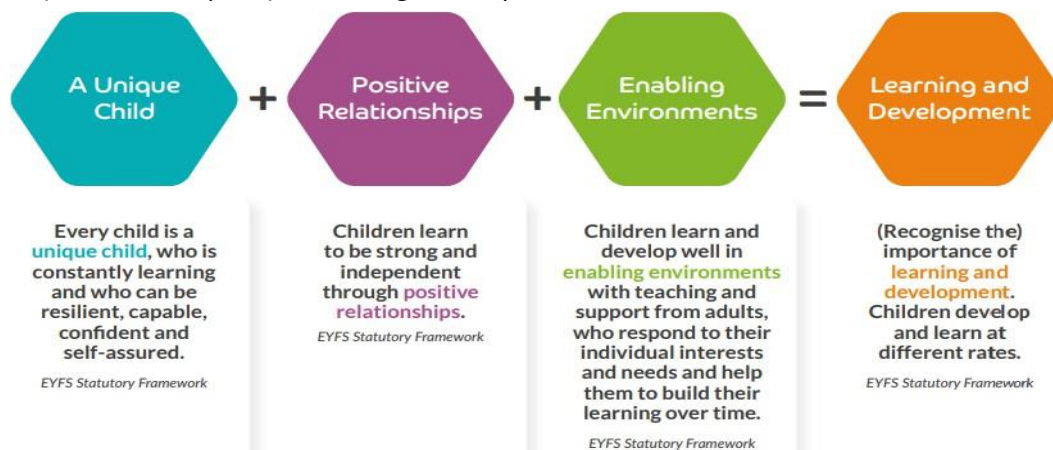 A Unique
Child
+
Positive
Relationships
+
Enabling
Environments
=
Learning and
Development
Every child is a
unique child, who is
constantly learning
and who can be
resilient, capable,
confident and
self-assured.
EYFS Statutory Framework
Children learn
to be strong and
independent
through positive
relationships.
EYFS Statutory Framework
Children learn and
develop well in
enabling environments
with teaching and
support from adults,
who respond to their
individual interests
and needs and help
them to build their
learning over time.
EYFS Statutory Framework
(Recognise the)
importance of
learning and
development.
Children develop
and learn at
different rates.
EYFS Statutory Framework